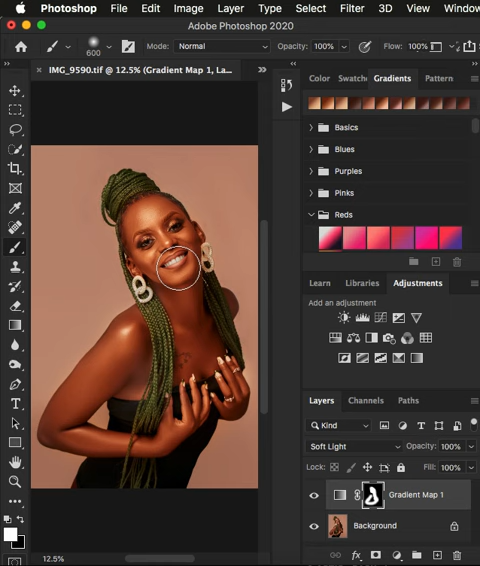 Photoshop File Edit Image Layer Type Select Filter 3D View Window
Adobe Photoshop 2020
600 Mode: Normal Opacity: 100% Flow: 100%
IMG_9590.tif @ 12.5% (Gradient Map 1, La...
Color Swatch Gradients Pattern
Basics
Blues
Purples
Pinks
Reds
Learn Libraries Adjustments
Add an adjustment
Layers Channels Paths
Kind
Soft Light Opacity: 100%
Lock: Fill: 100%
Gradient Map 1
Background
12.5%
fx